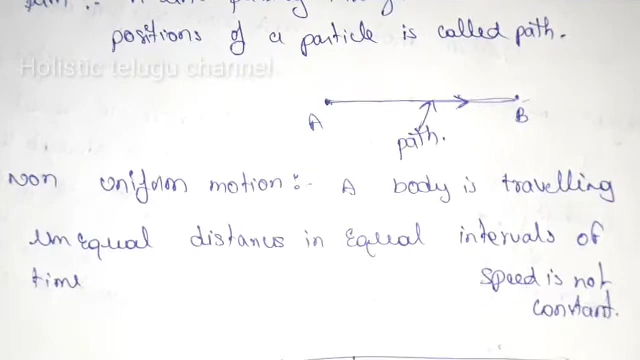 positions of a particle is called path.
Holistic telugu channel
A
B
path.
Non uniform motion:- A body is travelling
unequal distances in equal intervals of
time
speed is not
constant.